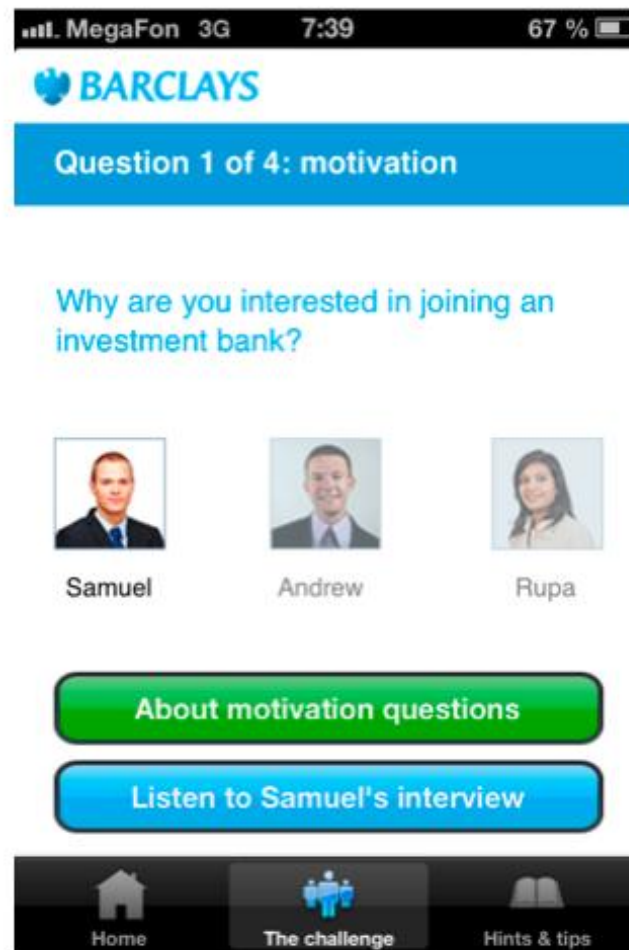 MegaFon 3G 7:39 67 %
BARCLAYS
Question 1 of 4: motivation
Why are you interested in joining an
investment bank?
Samuel Andrew Rupa
About motivation questions
Listen to Samuel's interview
Home The challenge Hints & tips